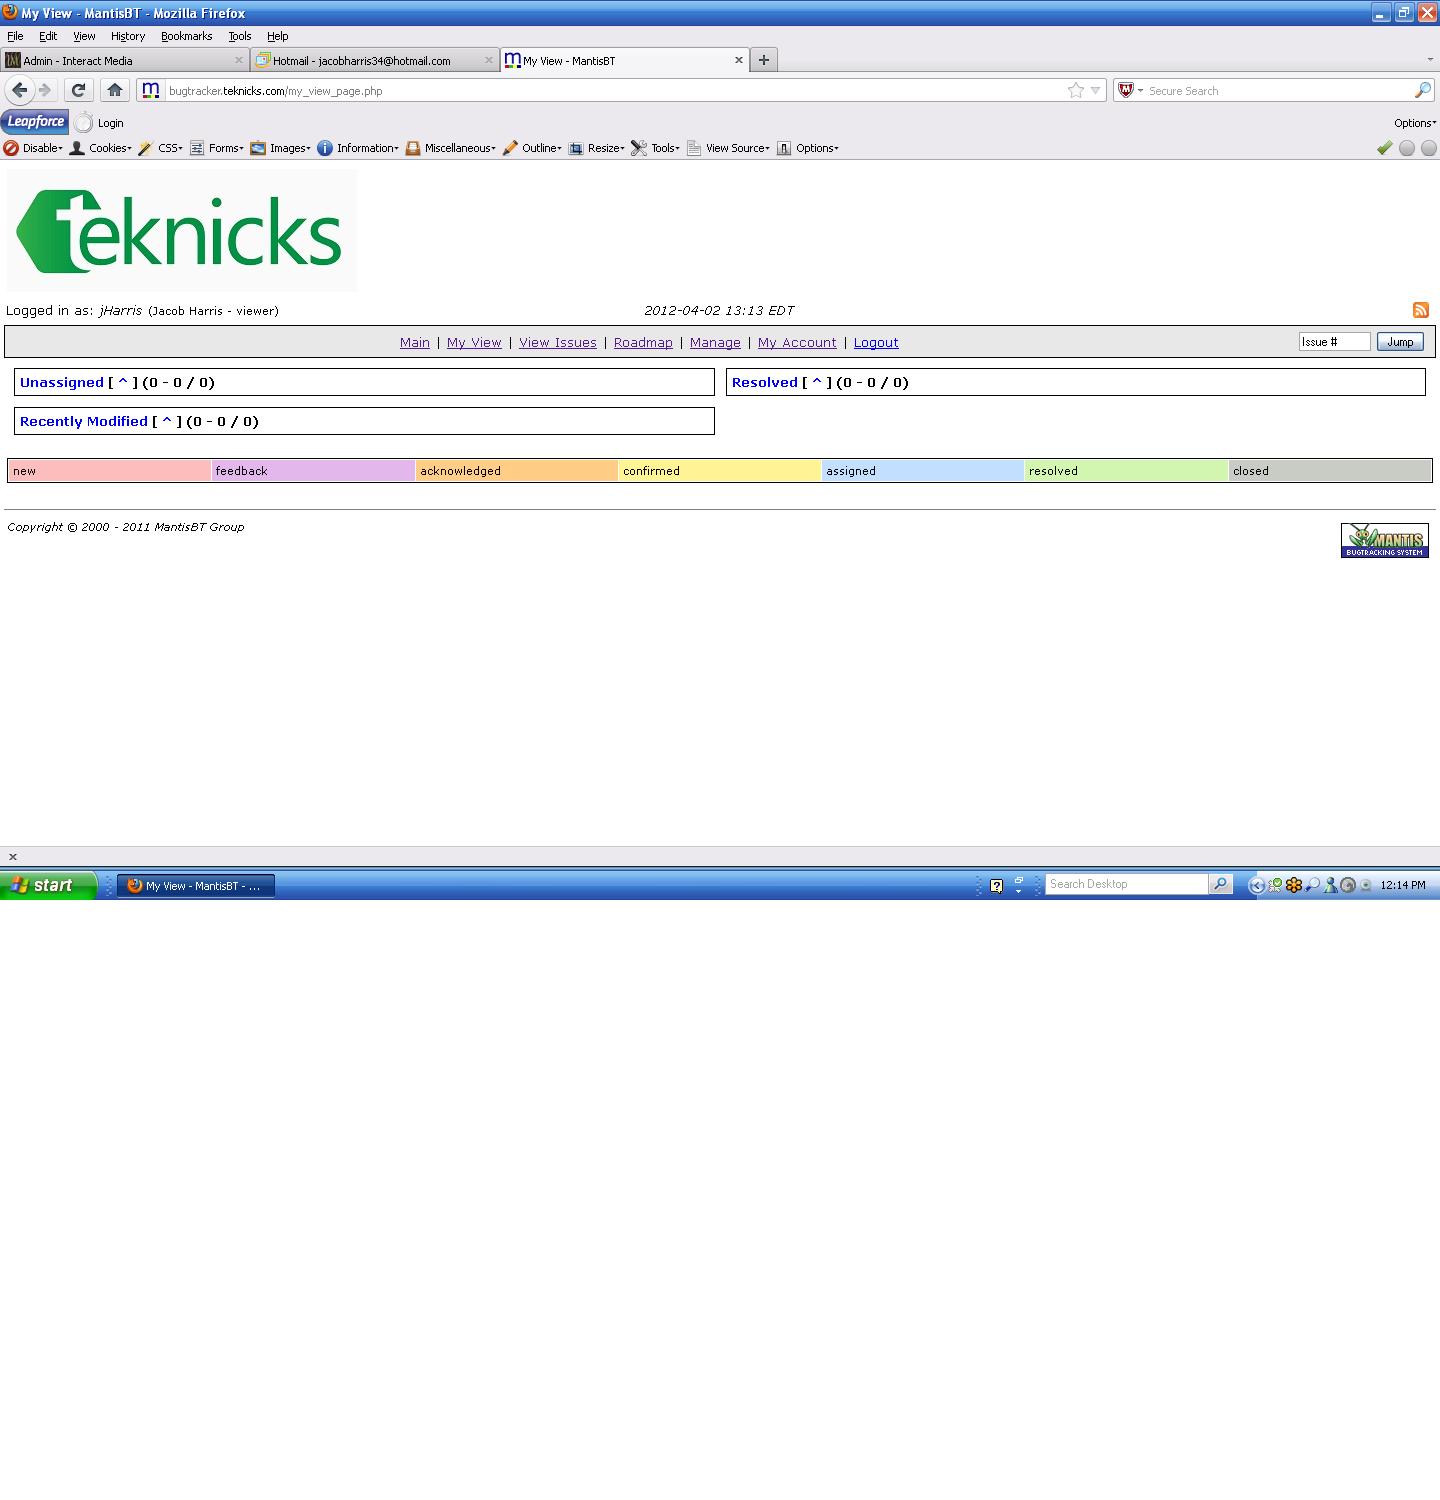 My View - MantisBT - Mozilla Firefox
File Edit View History Bookmarks Tools Help
Admin - Interact Media
Hotmail - jacobharris34@hotmail.com
My View - MantisBT
bugtracker.teknicks.com/my_view_page.php
Secure Search
Leapforce Login Options
Disable Cookies CSS Forms Images Information Miscellaneous Outline Resize Tools View Source Options
teknicks
Logged in as: jHarris (Jacob Harris - viewer) 2012-04-02 13:13 EDT
Main | My View | View Issues | Roadmap | Manage | My Account | Logout Issue # Jump
Unassigned [ ^ ] (0 - 0 / 0)
Resolved [ ^ ] (0 - 0 / 0)
Recently Modified [ ^ ] (0 - 0 / 0)
new feedback acknowledged confirmed assigned resolved closed
Copyright © 2000 - 2011 MantisBT Group
MANTIS
BUGTRACKING SYSTEM
start My View - MantisBT - ... Search Desktop 12:14 PM